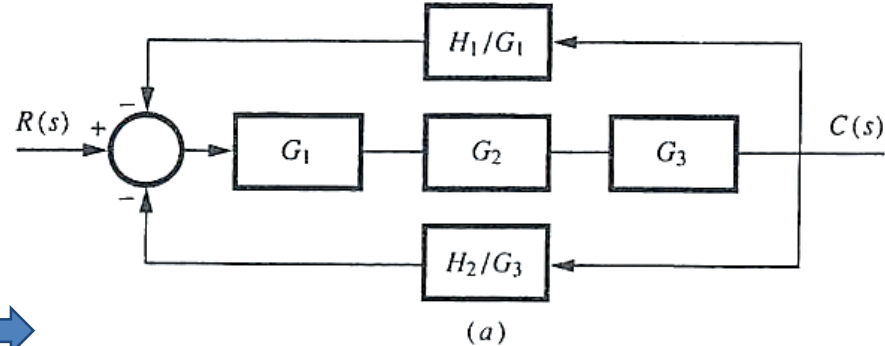 H₁/G₁
R(s) + − G₁ G₂ G₃ C(s)
−
H₂/G₃
(a)